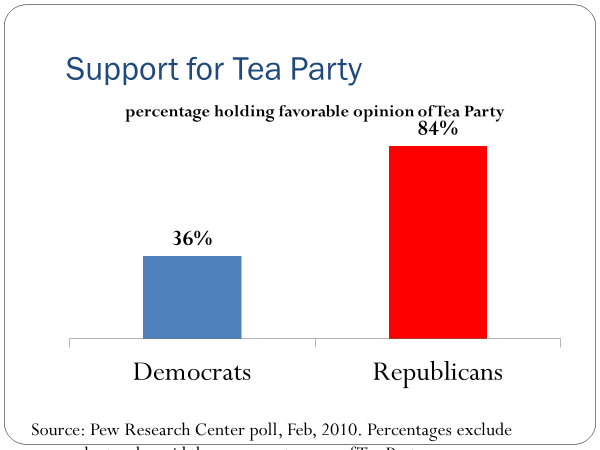 Support for Tea Party
percentage holding favorable opinion of Tea Party
84%
36%
Democrats
Republicans
Source: Pew Research Center poll, Feb, 2010. Percentages exclude